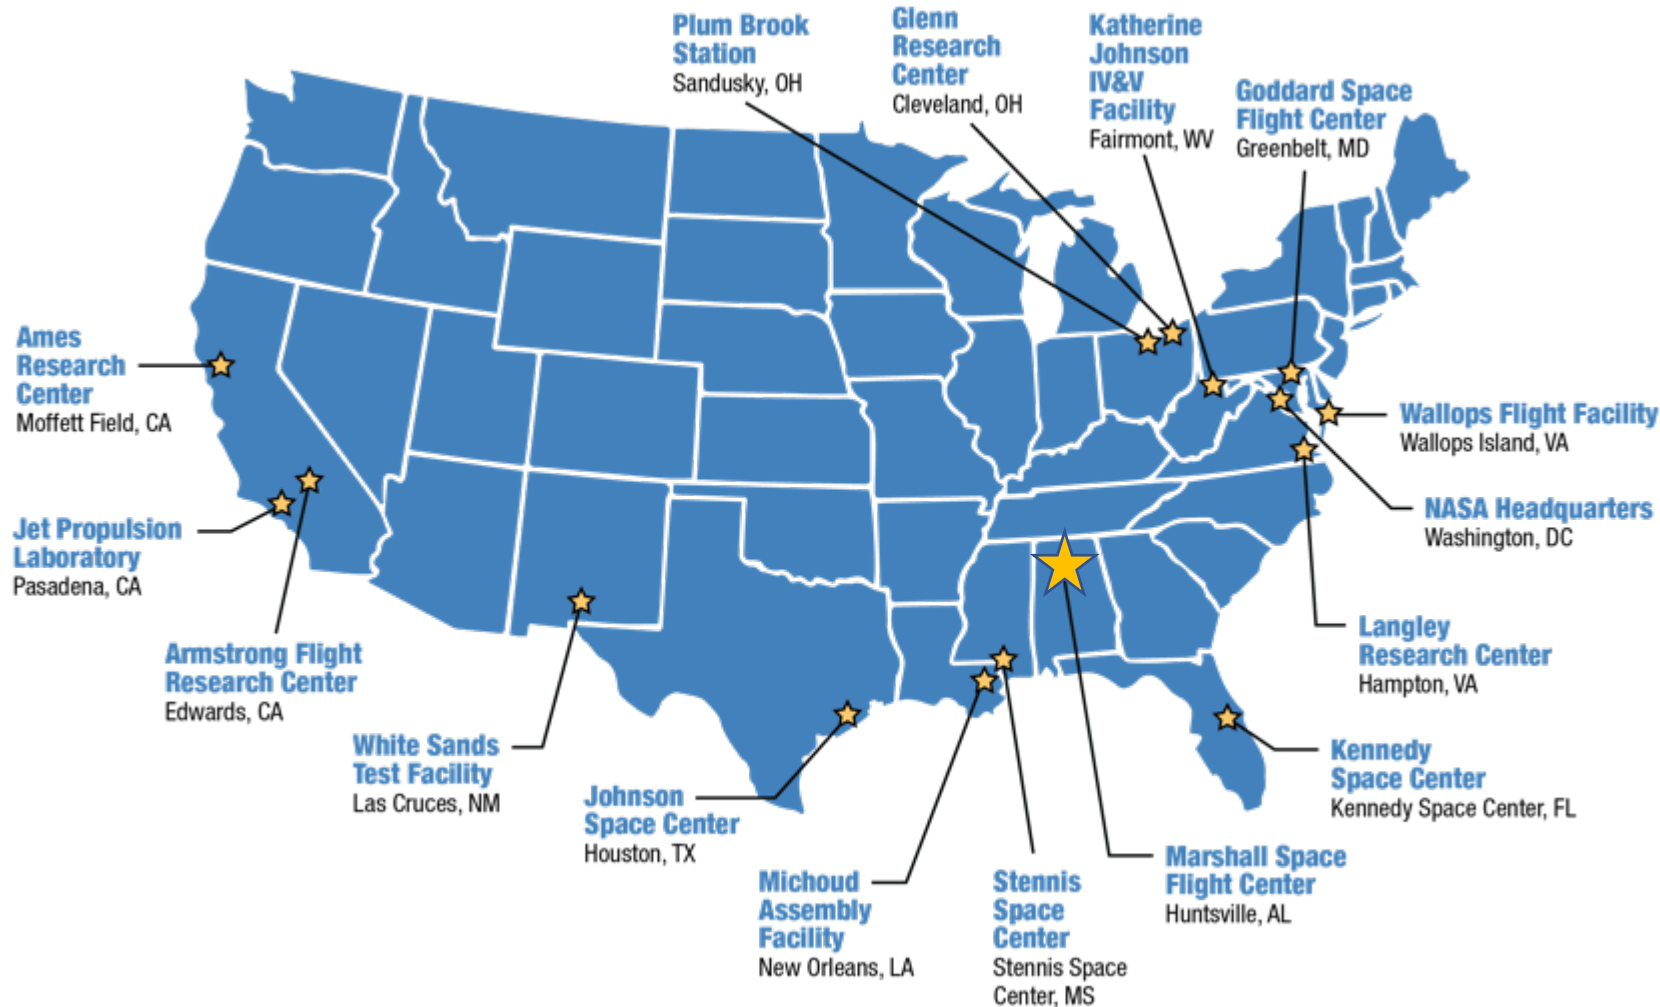 Plum Brook
Station
Sandusky, OH
Glenn
Research
Center
Cleveland, OH
Katherine
Johnson
IV&V
Facility
Fairmont, WV
Goddard Space
Flight Center
Greenbelt, MD
Ames
Research
Center
Moffett Field, CA
Wallops Flight Facility
Wallops Island, VA
NASA Headquarters
Washington, DC
Jet Propulsion
Laboratory
Pasadena, CA
Langley
Research Center
Hampton, VA
Armstrong Flight
Research Center
Edwards, CA
White Sands
Test Facility
Las Cruces, NM
Kennedy
Space Center
Kennedy Space Center, FL
Johnson
Space Center
Houston, TX
Marshall Space
Flight Center
Huntsville, AL
Michoud
Assembly
Facility
New Orleans, LA
Stennis
Space
Center
Stennis Space
Center, MS